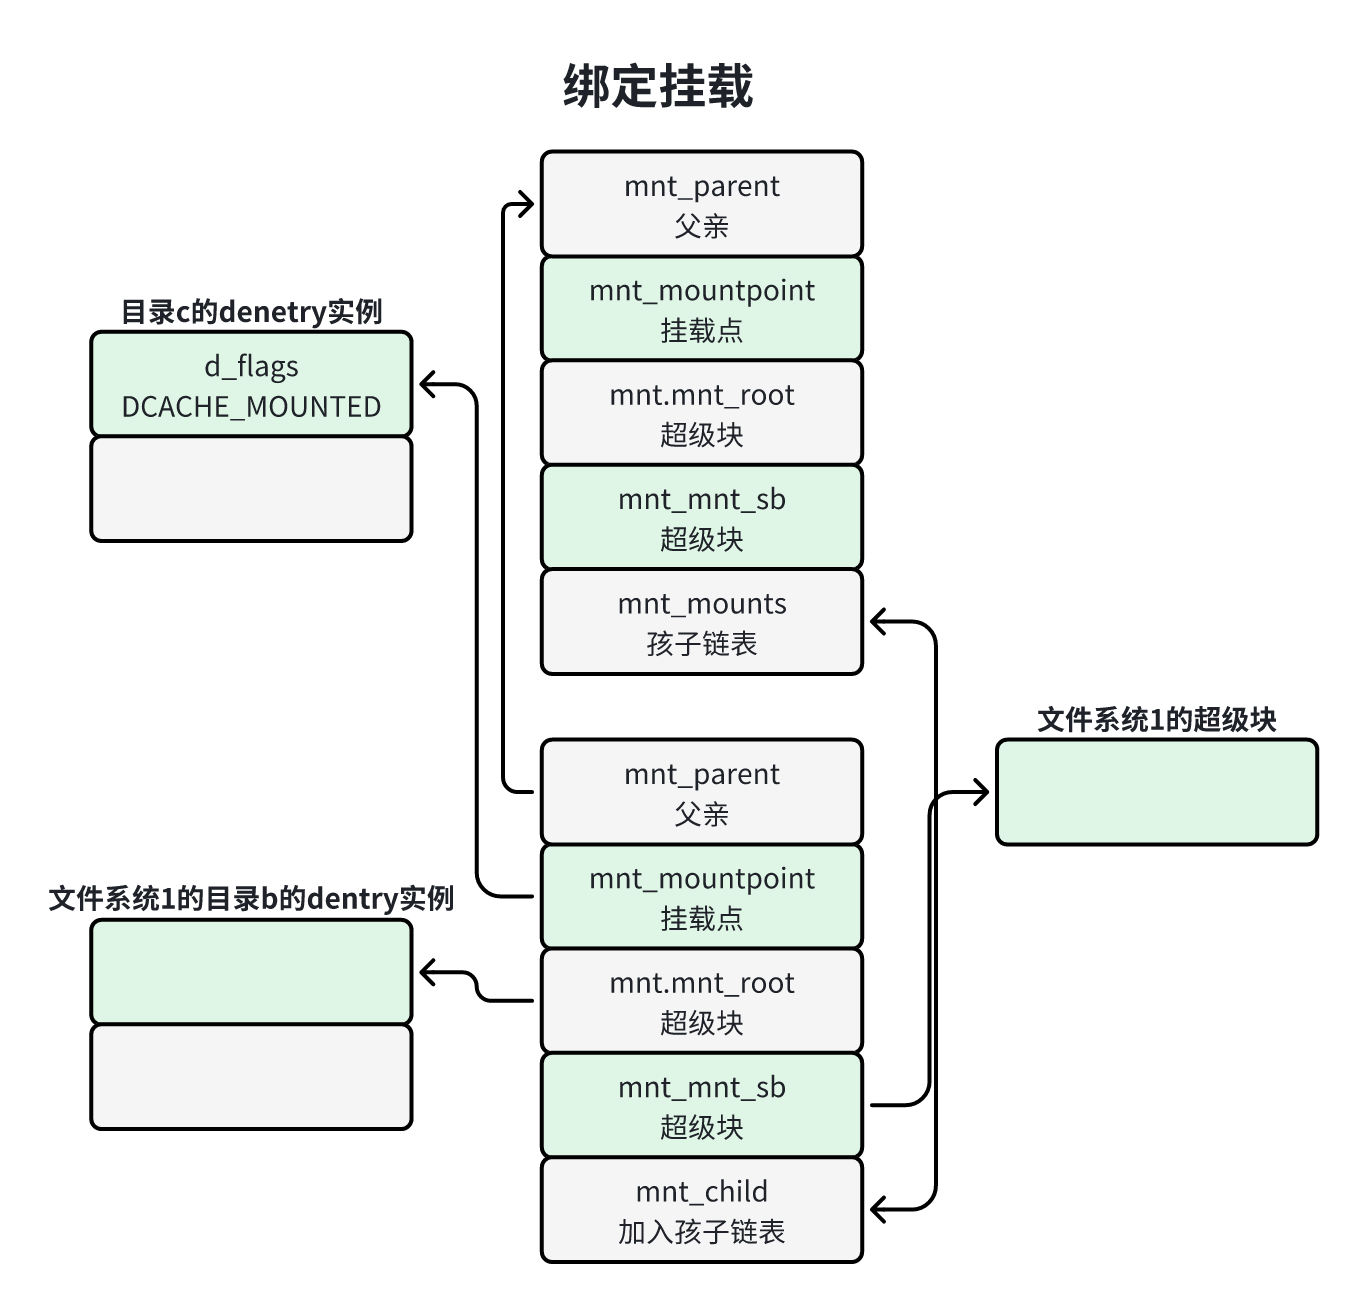 绑定挂载
mnt_parent
父亲
mnt_mountpoint
挂载点
mnt.mnt_root
超级块
mnt_mnt_sb
超级块
mnt_mounts
孩子链表
目录c的denetry实例
d_flags
DCACHE_MOUNTED
文件系统1的超级块
mnt_parent
父亲
mnt_mountpoint
挂载点
mnt.mnt_root
超级块
mnt_mnt_sb
超级块
mnt_child
加入孩子链表
文件系统1的目录b的dentry实例